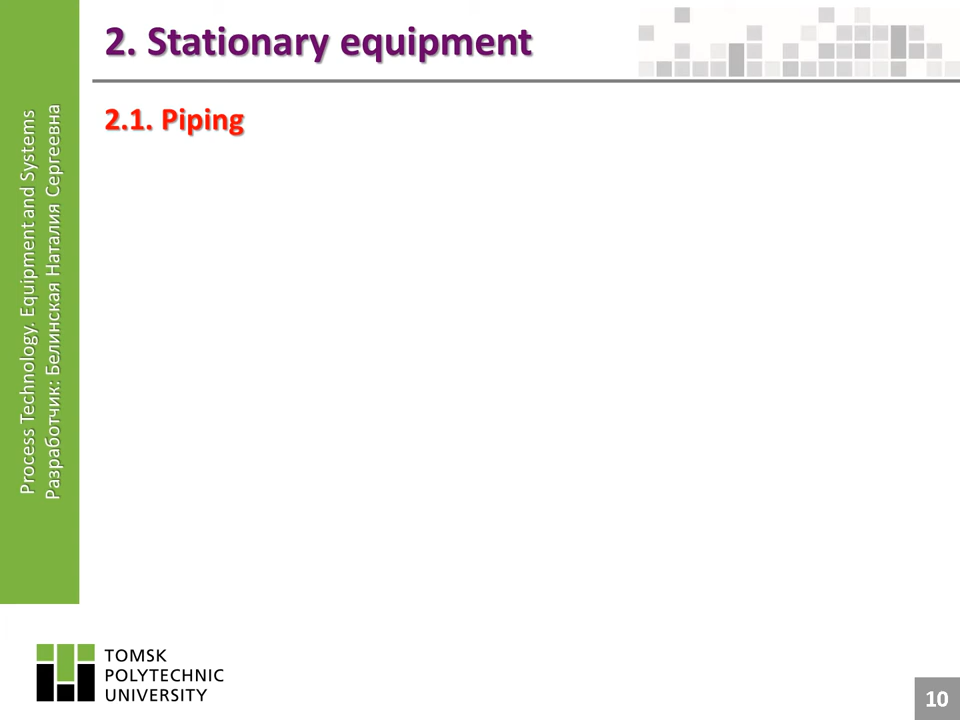 2. Stationary equipment
2.1. Piping
Process Technology. Equipment and Systems
Разработчик: Белинская Наталия Сергеевна
TOMSK
POLYTECHNIC
UNIVERSITY
10